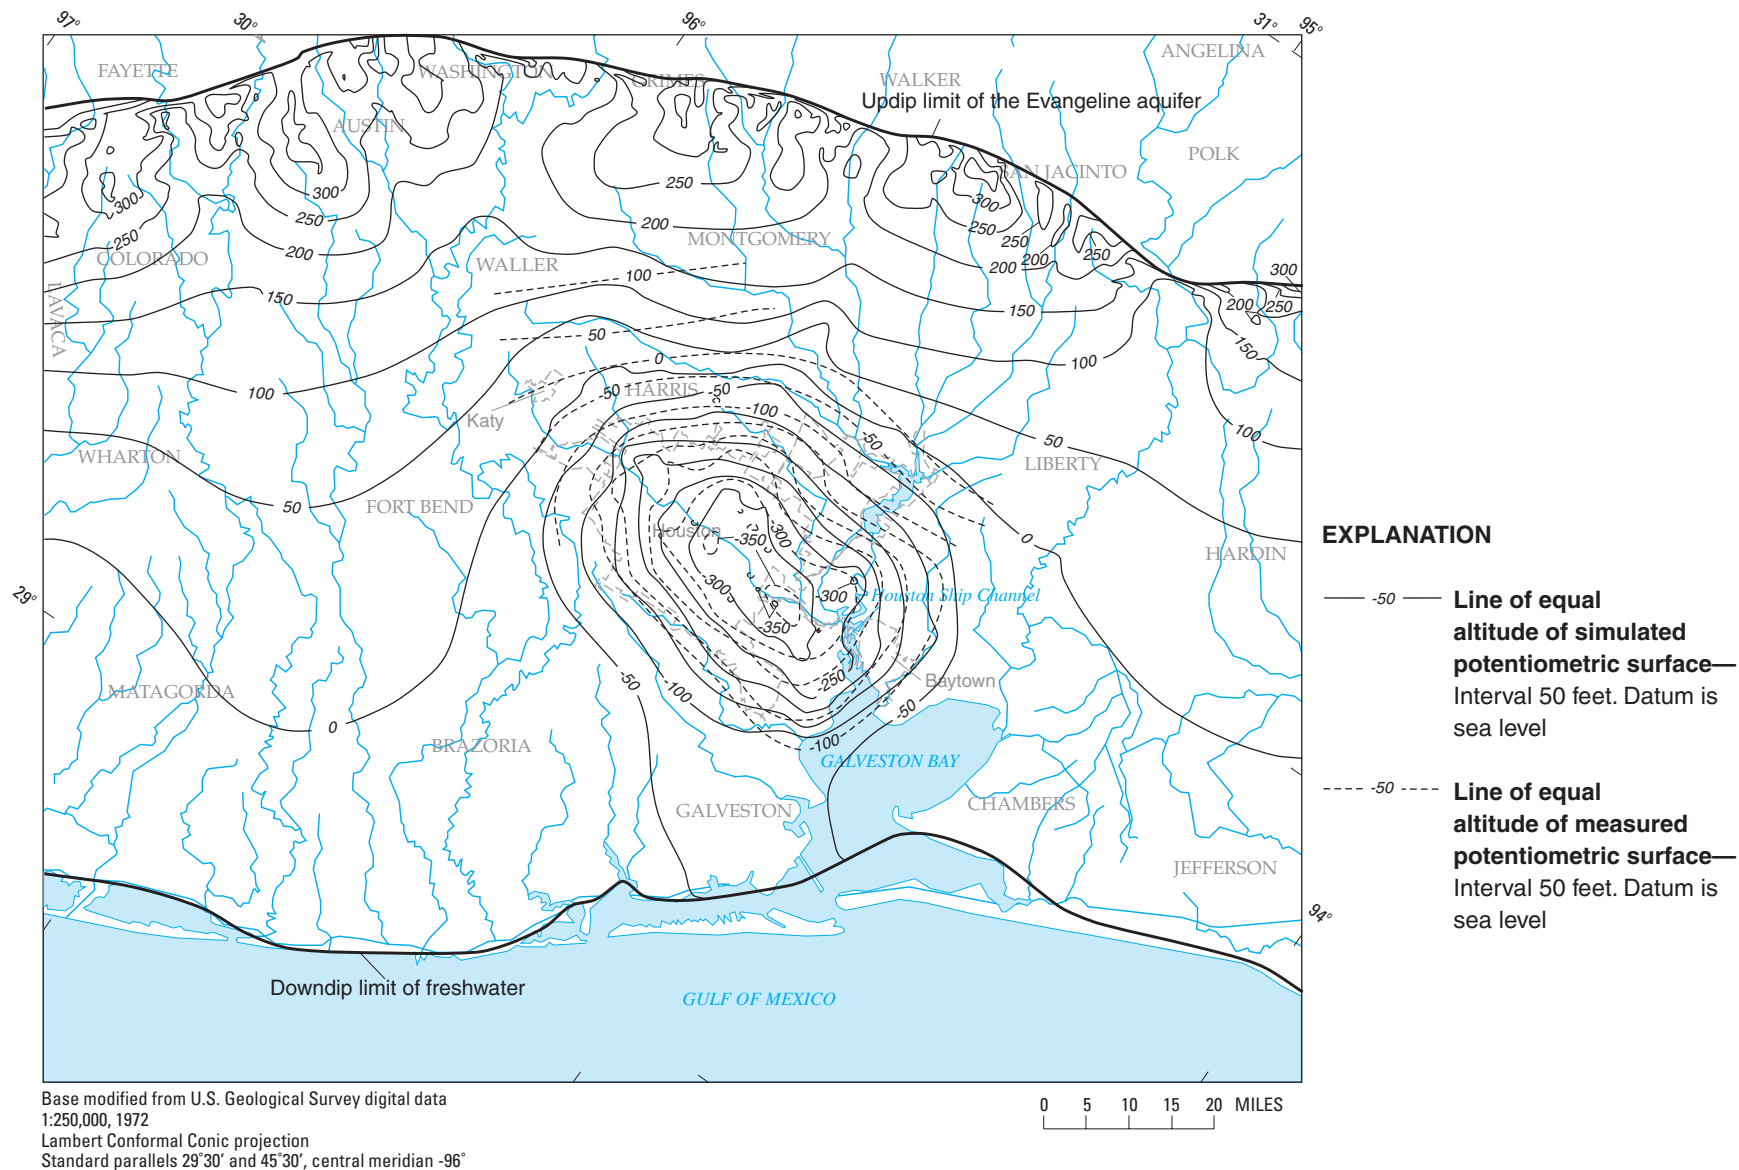 97°
30°
96°
31°
95°
ANGELINA
FAYETTE
WASHINGTON
GRIMES
WALKER
Updip limit of the Evangeline aquifer
AUSTIN
POLK
SAN JACINTO
250
300
300
300
250
200
250
250
MONTGOMERY
250
250
200
COLORADO
200
WALLER
200
300
100
LAVACA
150
150
200
250
50
150
0
100
100
50
HARRIS
-50
-100
Katy
100
-50
50
WHARTON
LIBERTY
50
FORT BEND
Houston
-350
-300
0
HARDIN
29°
-300
-300
Houston Ship Channel
-350
-50
-100
-250
Baytown
MATAGORDA
-50
0
BRAZORIA
-100
GALVESTON BAY
GALVESTON
CHAMBERS
JEFFERSON
94°
Downdip limit of freshwater
GULF OF MEXICO
EXPLANATION
-50
Line of equal
altitude of simulated
potentiometric surface—
Interval 50 feet. Datum is
sea level
-50
Line of equal
altitude of measured
potentiometric surface—
Interval 50 feet. Datum is
sea level
Base modified from U.S. Geological Survey digital data
1:250,000, 1972
Lambert Conformal Conic projection
Standard parallels 29°30′ and 45°30′, central meridian -96°
0 5 10 15 20 MILES